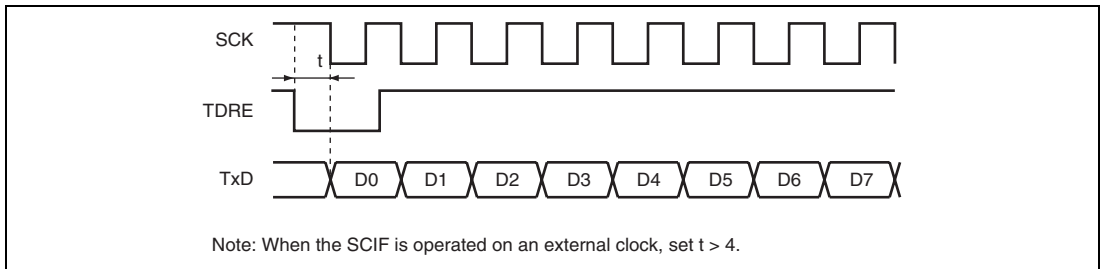 SCK
t
TDRE
TxD D0 D1 D2 D3 D4 D5 D6 D7
Note: When the SCIF is operated on an external clock, set t > 4.